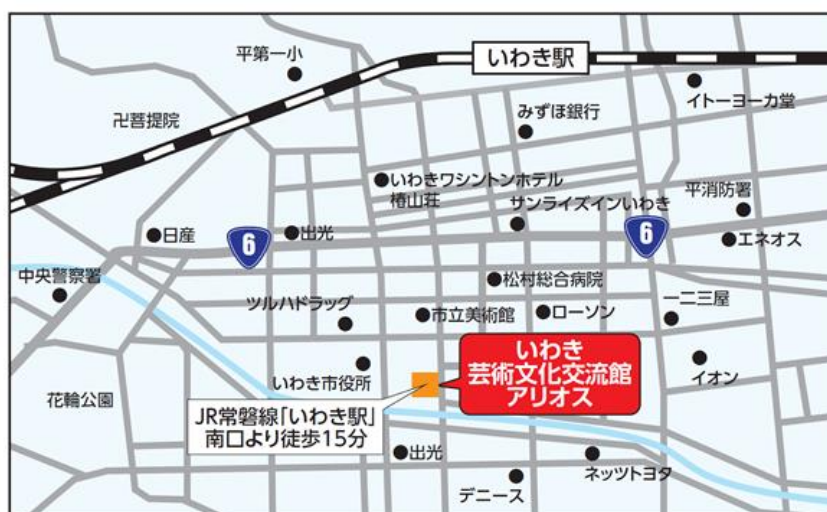 平第一小
いわき駅
イトーヨーカ堂
卍菩提院
みずほ銀行
いわきワシントンホテル
椿山荘
サンライズインいわき
平消防署
日産
6
出光
6
エネオス
中央警察署
松村総合病院
ツルハドラッグ
市立美術館
ローソン
一二三屋
いわき
芸術文化交流館
アリオス
いわき市役所
イオン
花輪公園
JR常磐線「いわき駅」
南口より徒歩15分
出光
ネッツトヨタ
デニーズ